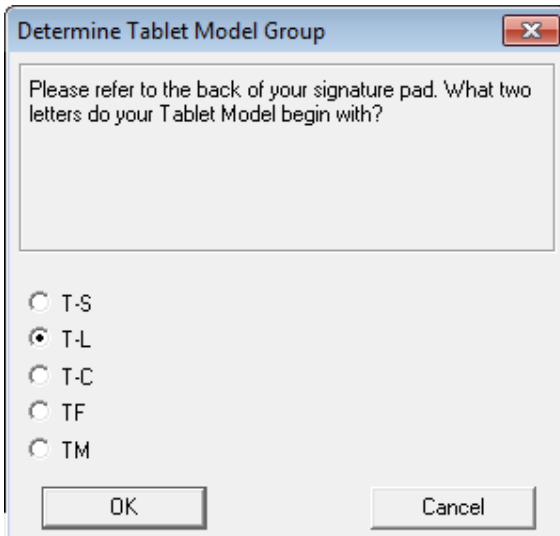 Determine Tablet Model Group
Please refer to the back of your signature pad. What two
letters do your Tablet Model begin with?
T-S
T-L
T-C
TF
TM
OK
Cancel